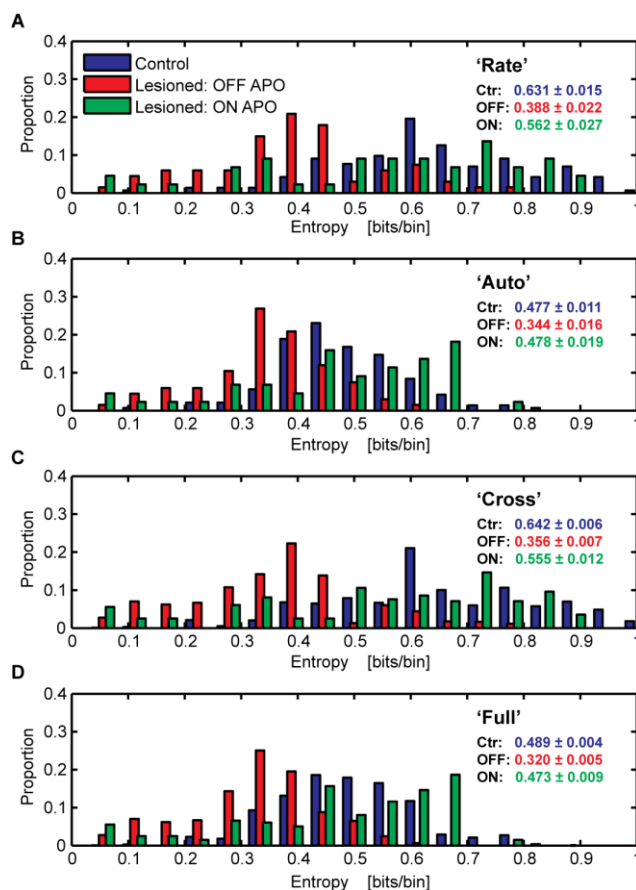 A
Control
Lesioned: OFF APO
Lesioned: ON APO
'Rate'
Ctr: 0.631 ± 0.015
OFF: 0.388 ± 0.022
ON: 0.562 ± 0.027
Proportion
0.4
0.3
0.2
0.1
0
0 0.1 0.2 0.3 0.4 0.5 0.6 0.7 0.8 0.9 1
Entropy [bits/bin]
B
'Auto'
Ctr: 0.477 ± 0.011
OFF: 0.344 ± 0.016
ON: 0.478 ± 0.019
Proportion
0.4
0.3
0.2
0.1
0
0 0.1 0.2 0.3 0.4 0.5 0.6 0.7 0.8 0.9 1
Entropy [bits/bin]
C
'Cross'
Ctr: 0.642 ± 0.006
OFF: 0.356 ± 0.007
ON: 0.555 ± 0.012
Proportion
0.4
0.3
0.2
0.1
0
0 0.1 0.2 0.3 0.4 0.5 0.6 0.7 0.8 0.9 1
Entropy [bits/bin]
D
'Full'
Ctr: 0.489 ± 0.004
OFF: 0.320 ± 0.005
ON: 0.473 ± 0.009
Proportion
0.4
0.3
0.2
0.1
0
0 0.1 0.2 0.3 0.4 0.5 0.6 0.7 0.8 0.9 1
Entropy [bits/bin]